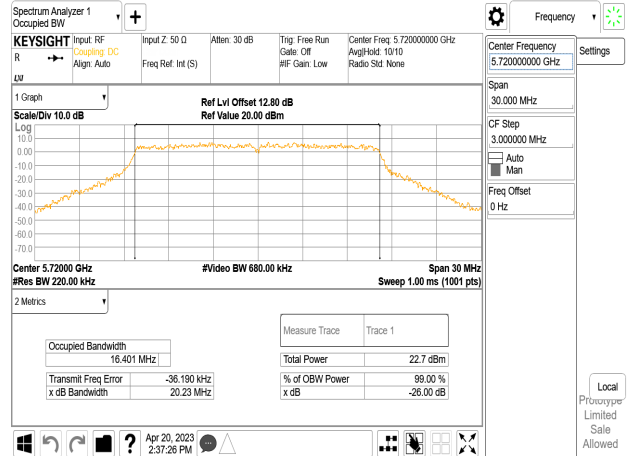 Spectrum Analyzer 1
Occupied BW
Frequency
KEYSIGHT
R
Input: RF
Coupling: DC
Align: Auto
Input Z: 50 Ω
Freq Ref: Int (S)
Atten: 30 dB
Trig: Free Run
Gate: Off
#IF Gain: Low
Center Freq: 5.720000000 GHz
Avg|Hold: 10/10
Radio Std: None
1 Graph
Scale/Div 10.0 dB
Ref Lvl Offset 12.80 dB
Ref Value 20.00 dBm
Log
10.0
0.00
-10.0
-20.0
-30.0
-40.0
-50.0
-60.0
-70.0
Center 5.72000 GHz
#Res BW 220.00 kHz
#Video BW 680.00 kHz
Span 30 MHz
Sweep 1.00 ms (1001 pts)
2 Metrics
Measure Trace Trace 1
Occupied Bandwidth
16.401 MHz
Total Power 22.7 dBm
Transmit Freq Error -36.190 kHz
% of OBW Power 99.00 %
x dB Bandwidth 20.23 MHz
x dB -26.00 dB
Apr 20, 2023
2:37:26 PM
Center Frequency
5.720000000 GHz
Settings
Span
30.000 MHz
CF Step
3.000000 MHz
Auto
Man
Freq Offset
0 Hz
Local
Prototype
Limited
Sale
Allowed